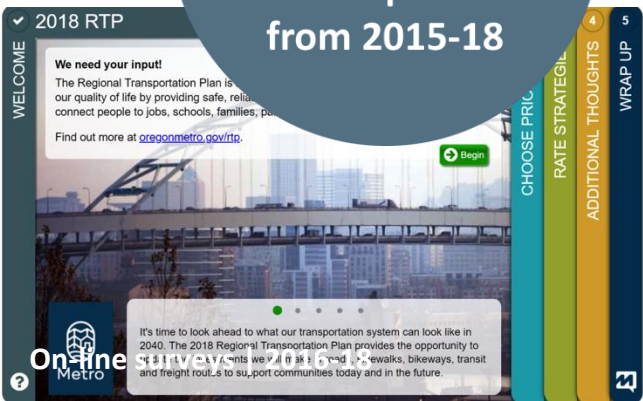 from 2015-18
2018 RTP
WELCOME
We need your input!
The Regional Transportation Plan is
our quality of life by providing safe,
connect people to jobs, schools, families,
Find out more at oregonmetro.gov/rtp.
Begin
CHOOSE
RATE
4
ADDITIONAL THOUGHTS
5
WRAP UP
It's time to look ahead to what our transportation system can look like in
2040. The 2018 Regional Transportation Plan provides the opportunity to
sidewalks, bikeways, transit
and freight routes to support communities today and in the future.
On-line surveys | 2016-18
Metro
?